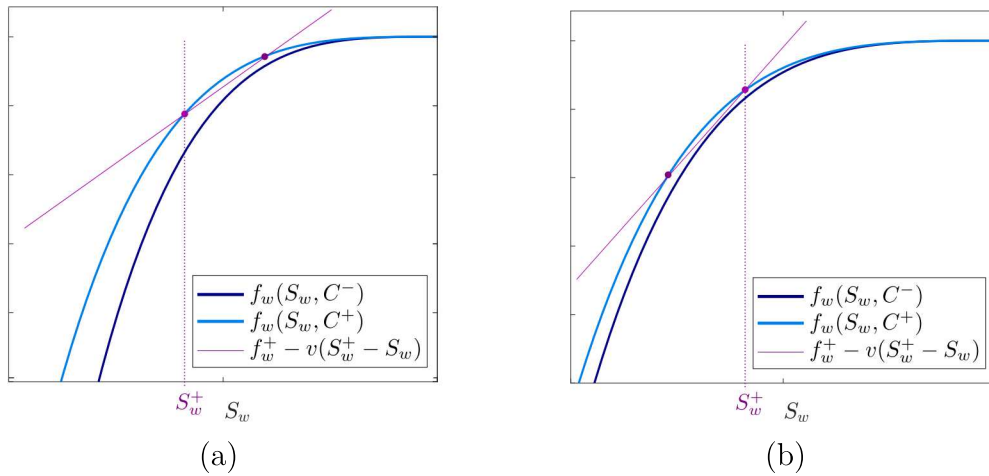 f_w(S_w, C^-)
f_w(S_w, C^+)
f_w^+ − v(S_w^+ − S_w)
S_w^+ S_w
(a)
f_w(S_w, C^-)
f_w(S_w, C^+)
f_w^+ − v(S_w^+ − S_w)
S_w^+ S_w
(b)